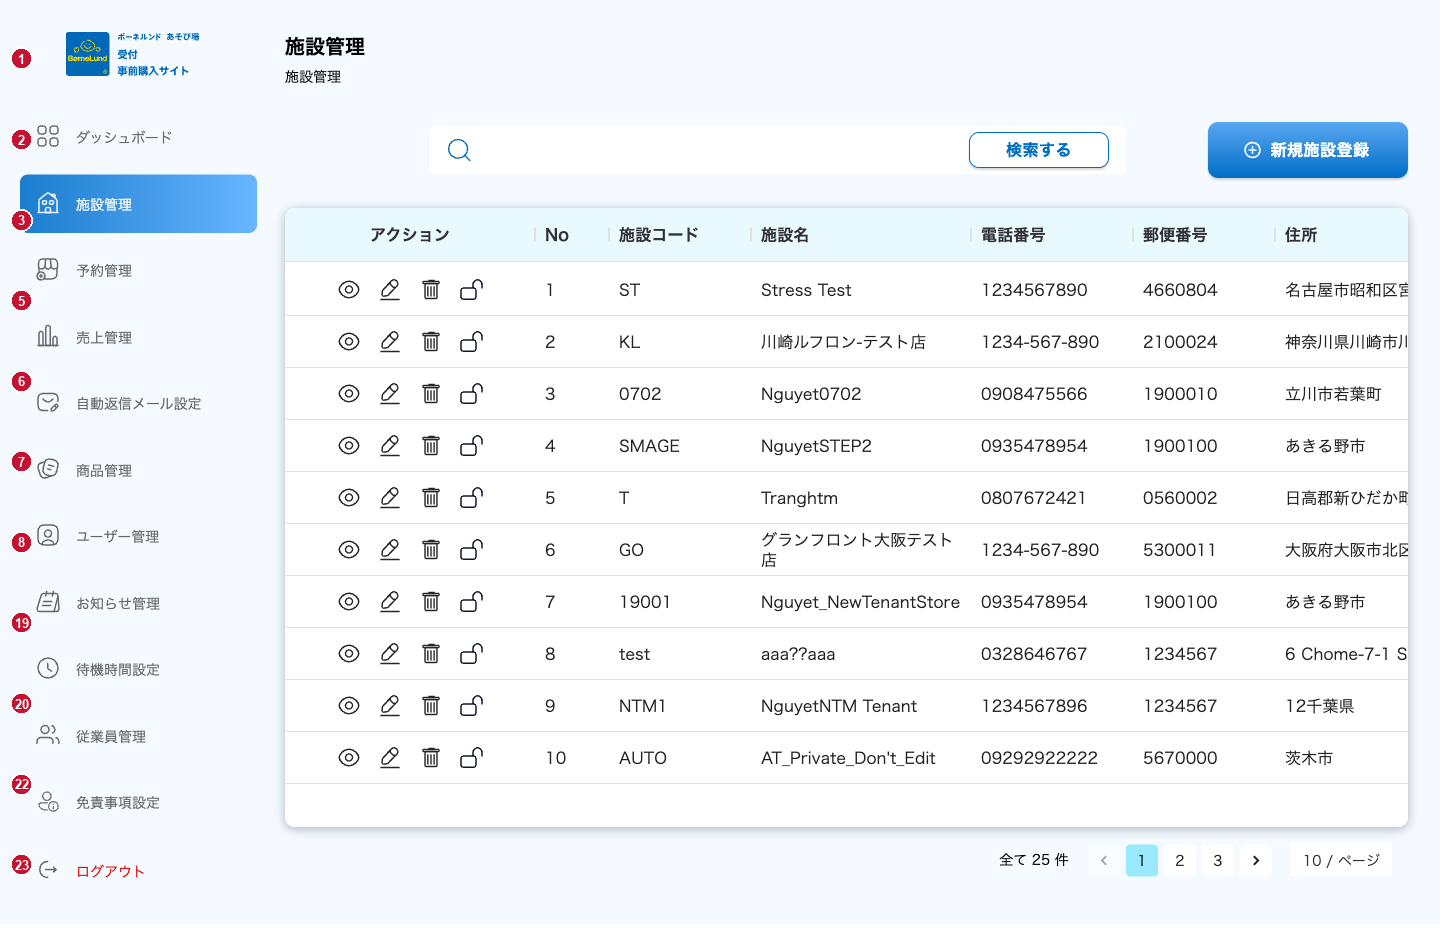 ボーネルンド あそび場
受付
事前購入サイト
BørneLund
1
2
ダッシュボード
3
施設管理
予約管理
5
売上管理
6
自動返信メール設定
7
商品管理
8
ユーザー管理
お知らせ管理
19
待機時間設定
20
従業員管理
22
免責事項設定
23
ログアウト
施設管理
施設管理
検索する
新規施設登録
アクション No 施設コード 施設名 電話番号 郵便番号 住所
1 ST Stress Test 1234567890 4660804 名古屋市昭和区宮
2 KL 川崎ルフロン-テスト店 1234-567-890 2100024 神奈川県川崎市川
3 0702 Nguyet0702 0908475566 1900010 立川市若葉町
4 SMAGE NguyetSTEP2 0935478954 1900100 あきる野市
5 T Tranghtm 0807672421 0560002 日高郡新ひだか町
6 GO グランフロント大阪テスト店 1234-567-890 5300011 大阪府大阪市北区
7 19001 Nguyet_NewTenantStore 0935478954 1900100 あきる野市
8 test aaa??aaa 0328646767 1234567 6 Chome-7-1 S
9 NTM1 NguyetNTM Tenant 1234567896 1234567 12千葉県
10 AUTO AT_Private_Don't_Edit 09292922222 5670000 茨木市
全て 25 件 1 2 3 10 / ページ